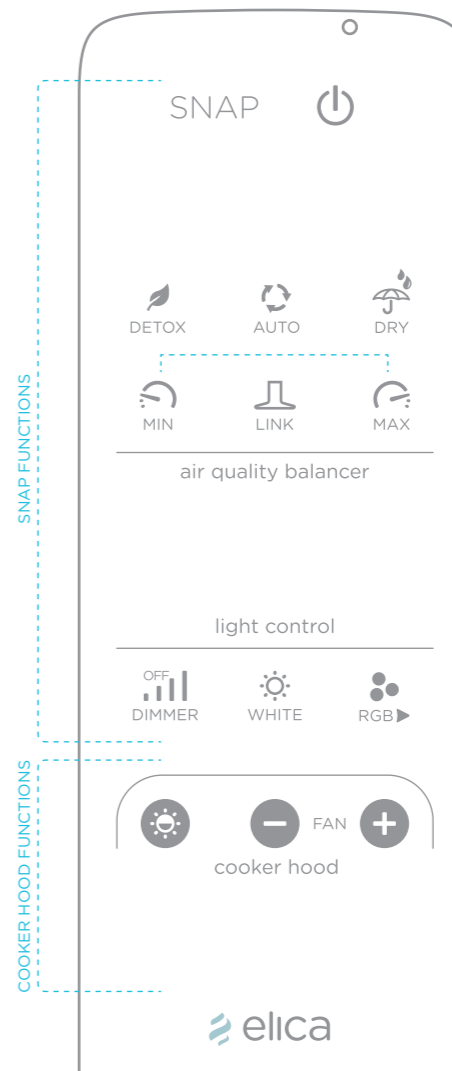 SNAP
DETOX AUTO DRY
MIN LINK MAX
air quality balancer
SNAP FUNCTIONS
light control
OFF
DIMMER WHITE RGB
FAN
cooker hood
COOKER HOOD FUNCTIONS
elica